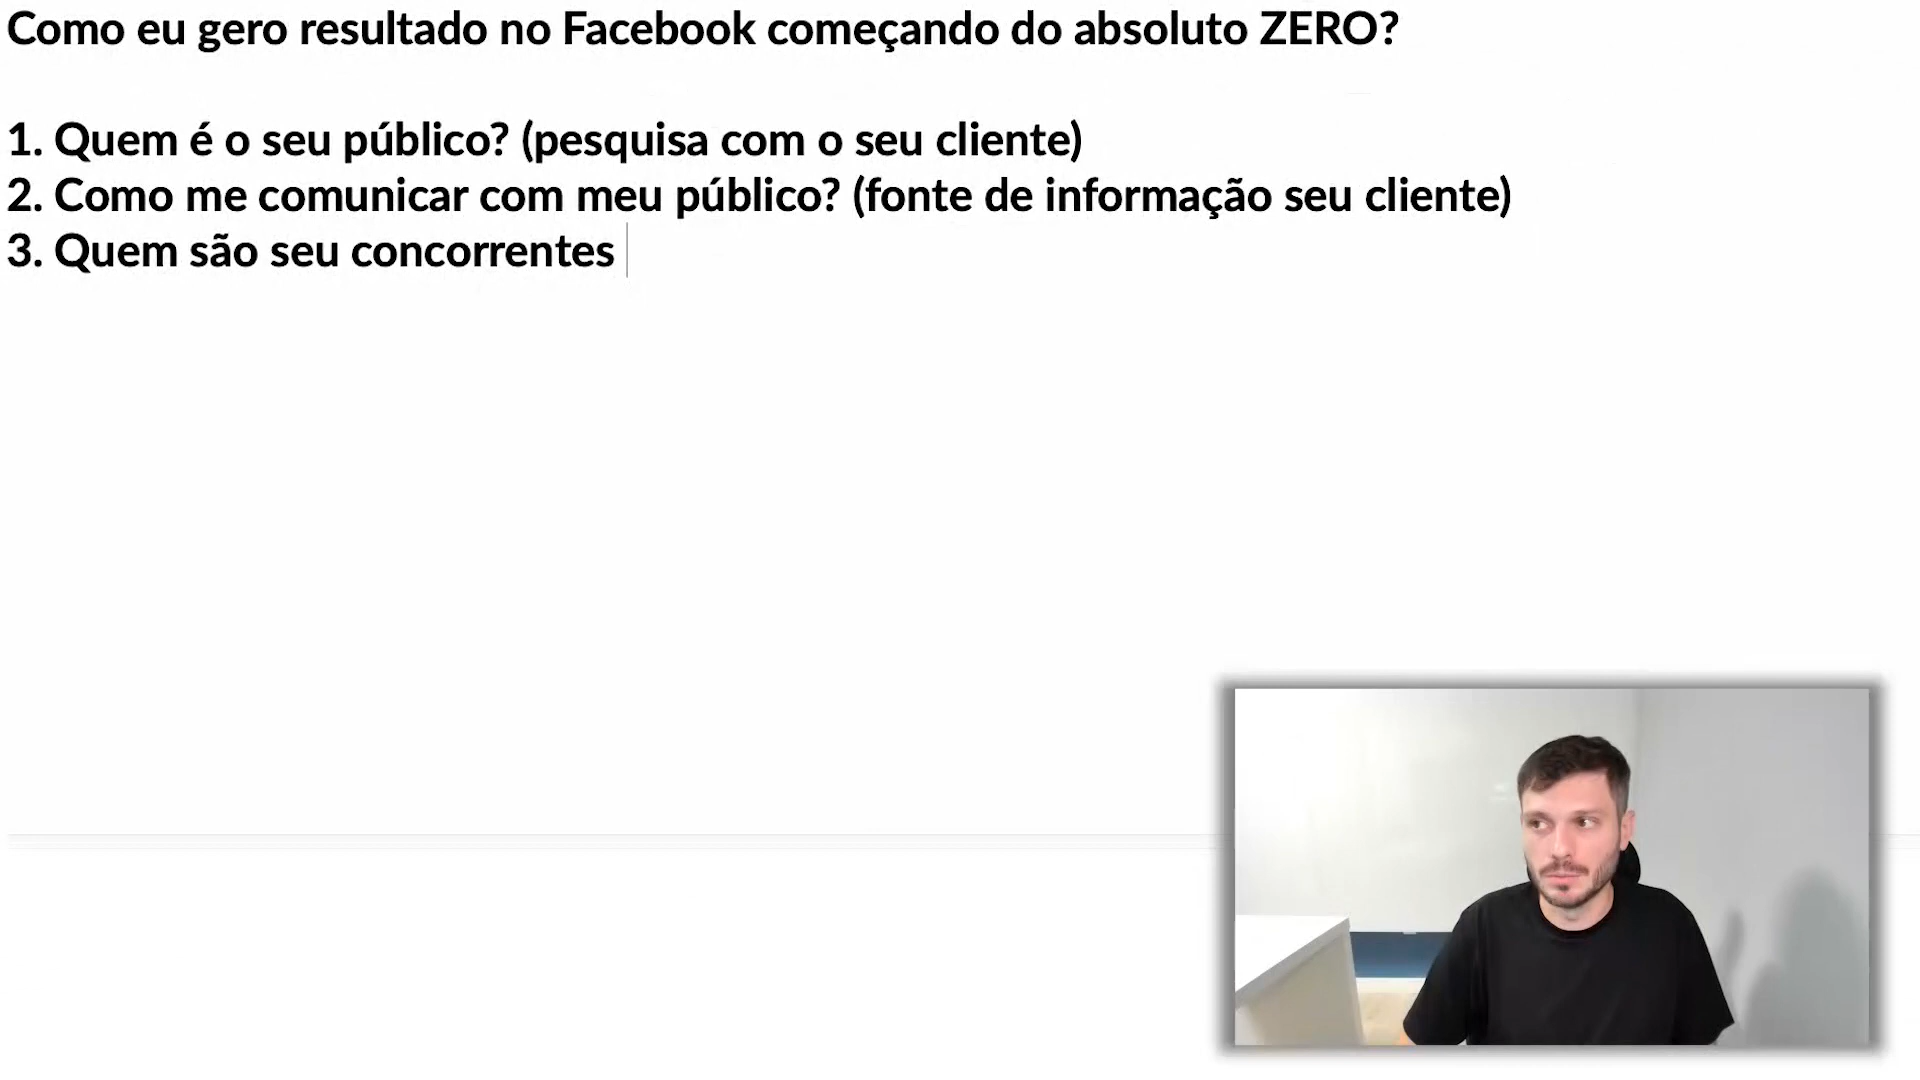 Como eu gero resultado no Facebook começando do absoluto ZERO?
1. Quem é o seu público? (pesquisa com o seu cliente)
2. Como me comunicar com meu público? (fonte de informação seu cliente)
3. Quem são seu concorrentes